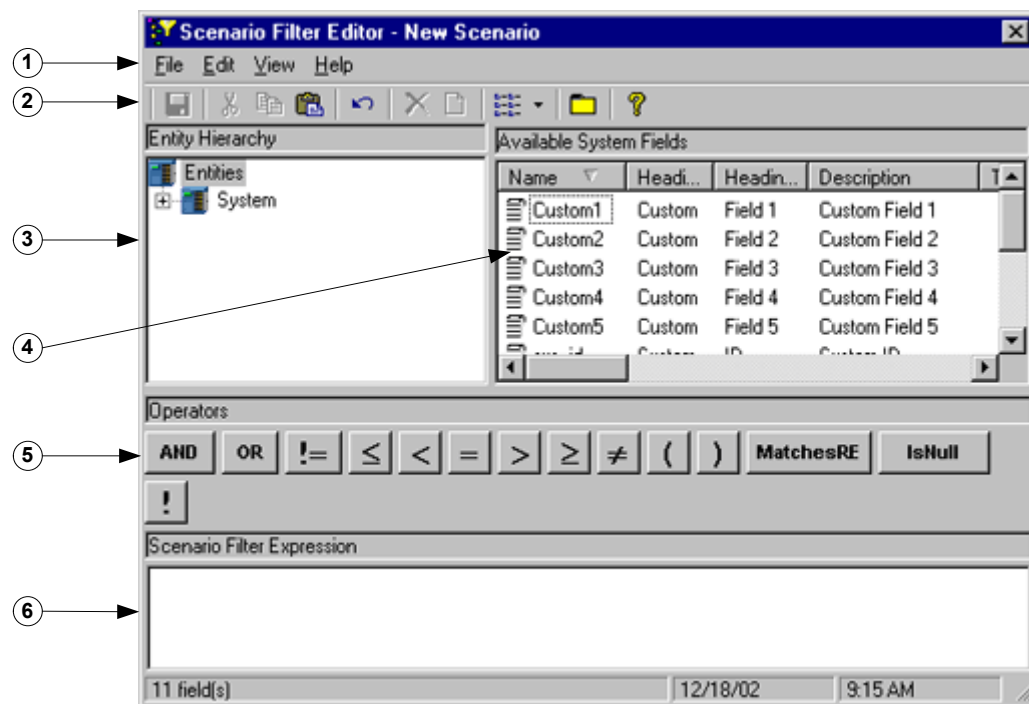 Scenario Filter Editor - New Scenario
1
File Edit View Help
2
Entity Hierarchy
Available System Fields
3
Entities
System
4
Name Headi... Headin... Description
Custom1 Custom Field 1 Custom Field 1
Custom2 Custom Field 2 Custom Field 2
Custom3 Custom Field 3 Custom Field 3
Custom4 Custom Field 4 Custom Field 4
Custom5 Custom Field 5 Custom Field 5
Operators
5
AND OR != ≤ < = > ≥ ≠ ( ) MatchesRE IsNull
!
Scenario Filter Expression
6
11 field(s) 12/18/02 9:15 AM